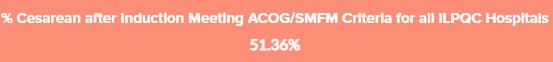 % Cesarean after Induction Meeting ACOG/SMFM Criteria for all ILPQC Hospitals
51.36%